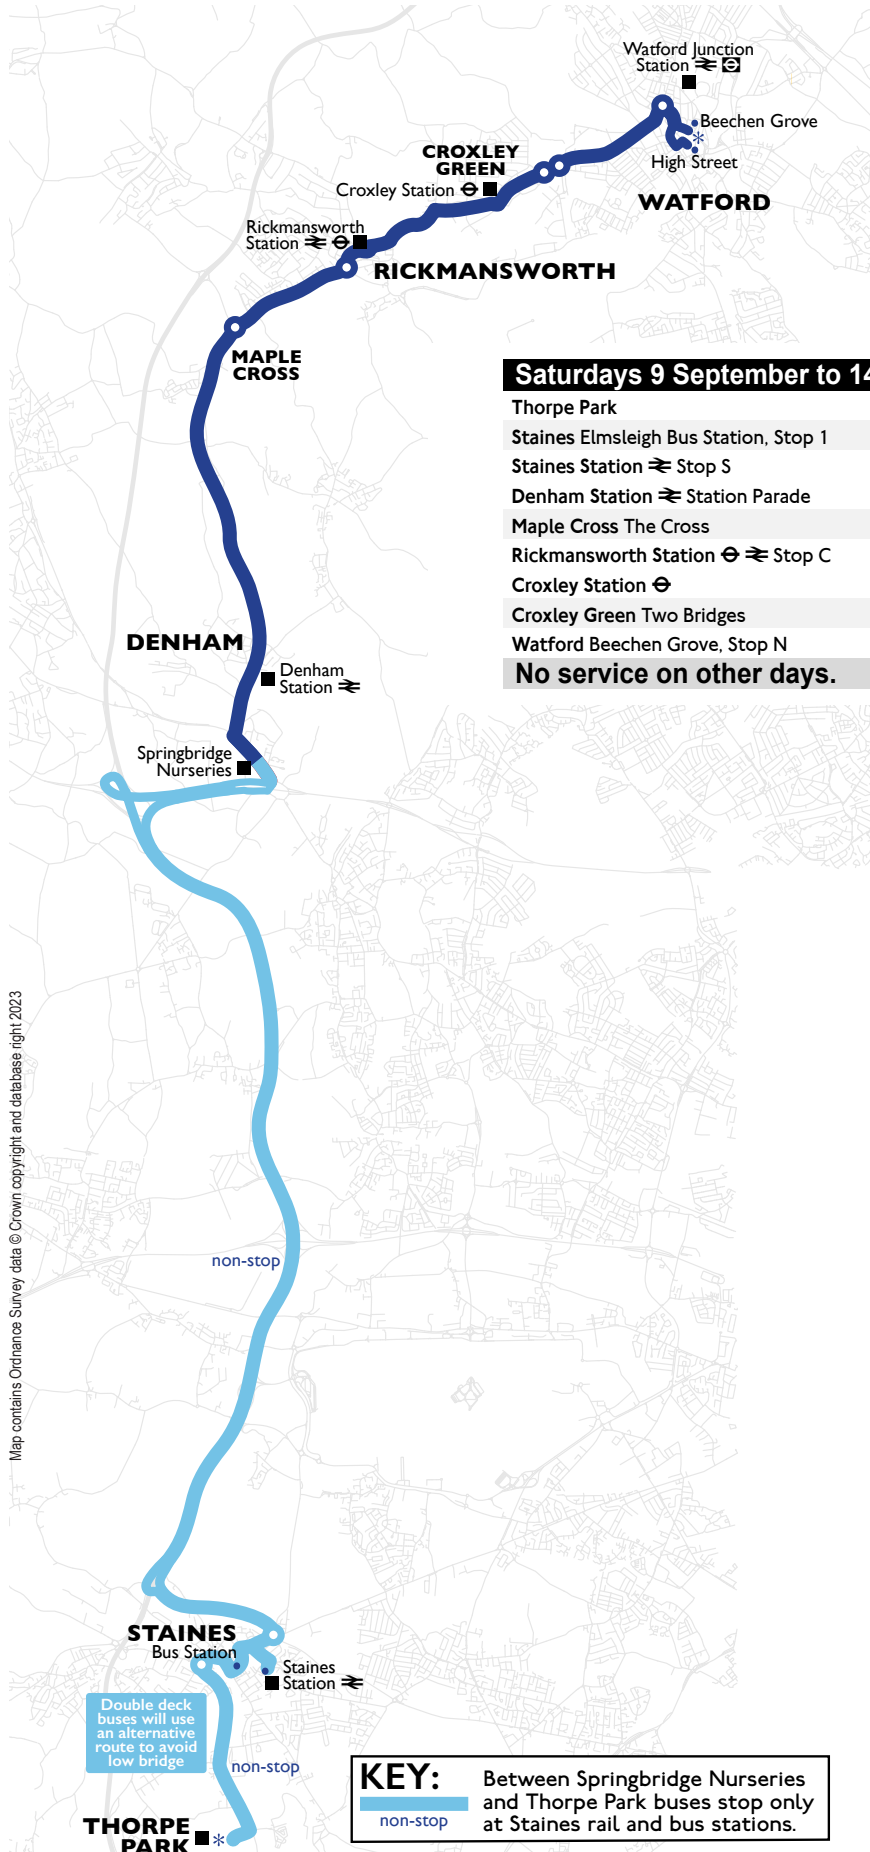 Watford Junction
Station
Beechen Grove
High Street
WATFORD
CROXLEY
GREEN
Croxley Station
Rickmansworth
Station
RICKMANSWORTH
MAPLE
CROSS
Saturdays 9 September to 14
Thorpe Park
Staines Elmsleigh Bus Station, Stop 1
Staines Station Stop S
Denham Station Station Parade
Maple Cross The Cross
Rickmansworth Station Stop C
Croxley Station
Croxley Green Two Bridges
Watford Beechen Grove, Stop N
No service on other days.
DENHAM
Denham
Station
Springbridge
Nurseries
Map contains Ordnance Survey data © Crown copyright and database right 2023
non-stop
STAINES
Bus Station
Staines
Station
Double deck
buses will use
an alternative
route to avoid
low bridge
non-stop
THORPE
PARK
KEY:
non-stop
Between Springbridge Nurseries
and Thorpe Park buses stop only
at Staines rail and bus stations.